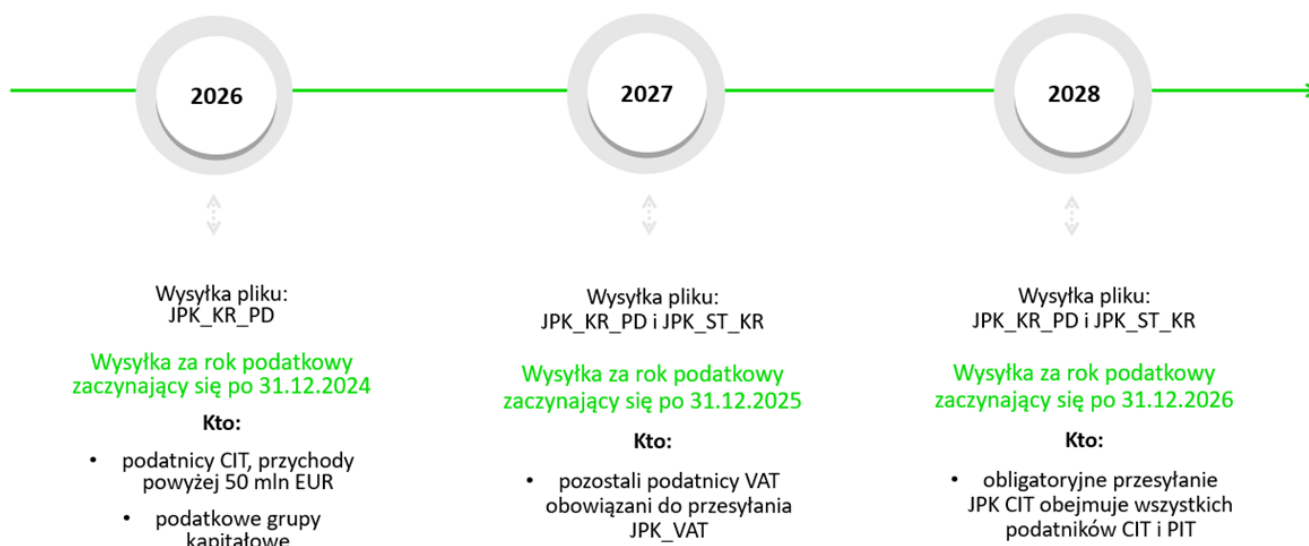 2026
2027
2028
Wysyłka pliku:
JPK_KR_PD
Wysyłka za rok podatkowy
zaczynający się po 31.12.2024
Kto:
• podatnicy CIT, przychody
powyżej 50 mln EUR
• podatkowe grupy
kapitałowe
Wysyłka pliku:
JPK_KR_PD i JPK_ST_KR
Wysyłka za rok podatkowy
zaczynający się po 31.12.2025
Kto:
• pozostali podatnicy VAT
obowiązani do przesyłania
JPK_VAT
Wysyłka pliku:
JPK_KR_PD i JPK_ST_KR
Wysyłka za rok podatkowy
zaczynający się po 31.12.2026
Kto:
• obligatoryjne przesyłanie
JPK CIT obejmuje wszystkich
podatników CIT i PIT